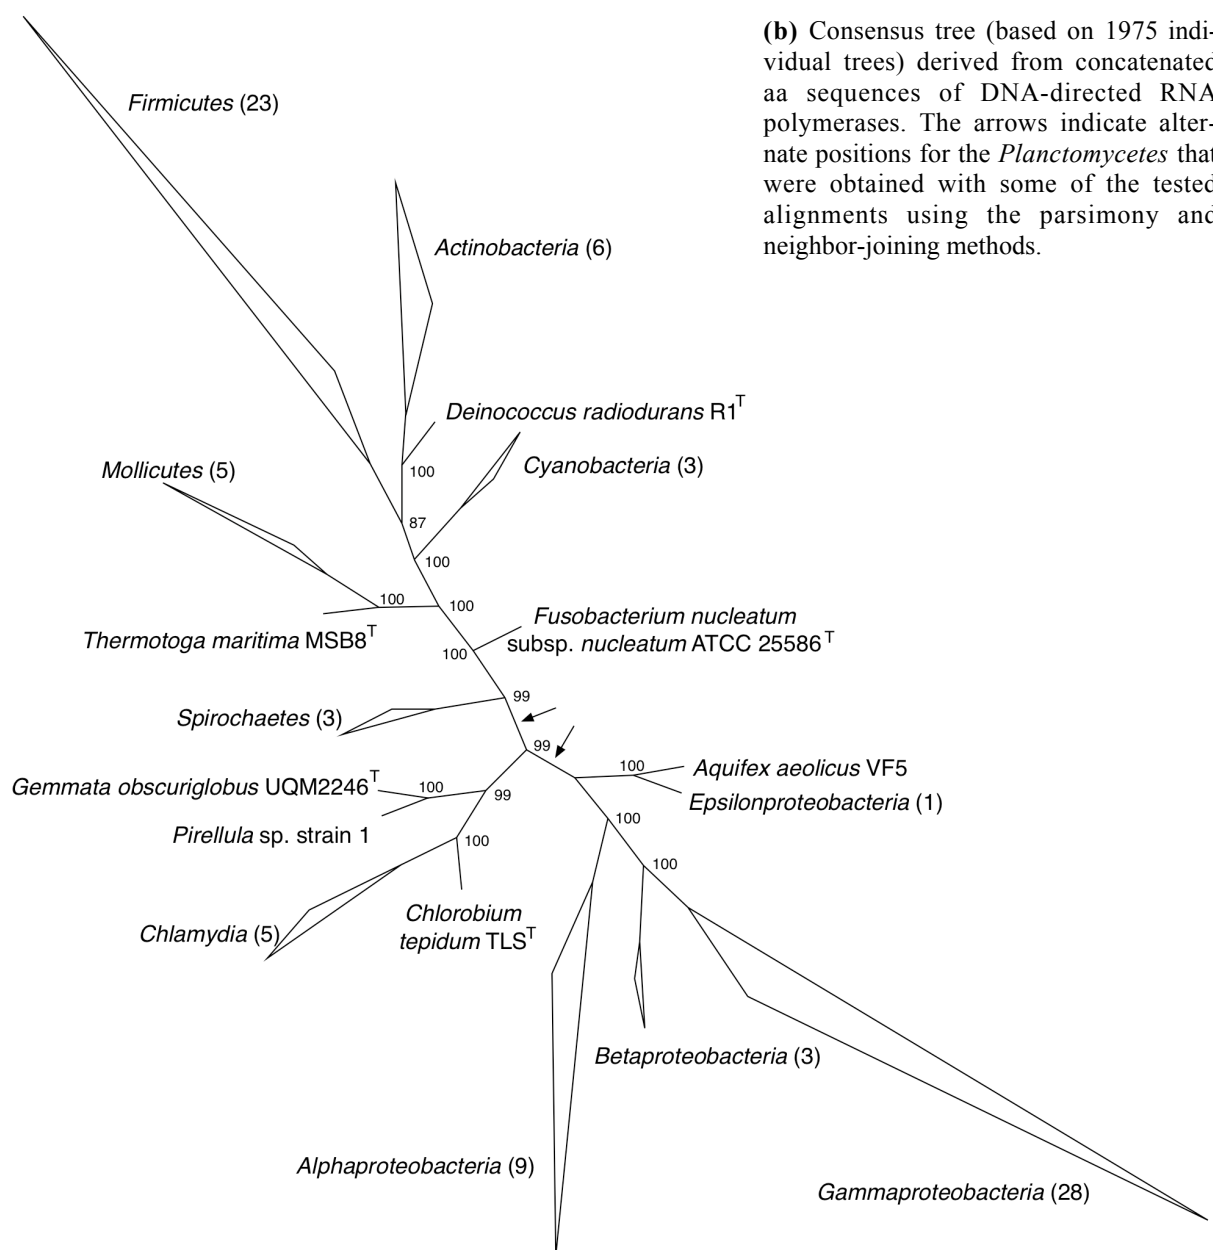 (b) Consensus tree (based on 1975 indi-
vidual trees) derived from concatenated
aa sequences of DNA-directed RNA
polymerases. The arrows indicate alter-
nate positions for the Planctomycetes that
were obtained with some of the tested
alignments using the parsimony and
neighbor-joining methods.
Firmicutes (23)
Actinobacteria (6)
Deinococcus radiodurans R1T
Cyanobacteria (3)
Mollicutes (5)
100
87
100
100
100
Thermotoga maritima MSB8T
Fusobacterium nucleatum
subsp. nucleatum ATCC 25586T
100
99
Spirochaetes (3)
99
Gemmata obscuriglobus UQM2246T
100
99
Pirellula sp. strain 1
100
Aquifex aeolicus VF5
Epsilonproteobacteria (1)
100
100
100
Chlamydia (5)
Chlorobium
tepidum TLST
Betaproteobacteria (3)
Alphaproteobacteria (9)
Gammaproteobacteria (28)